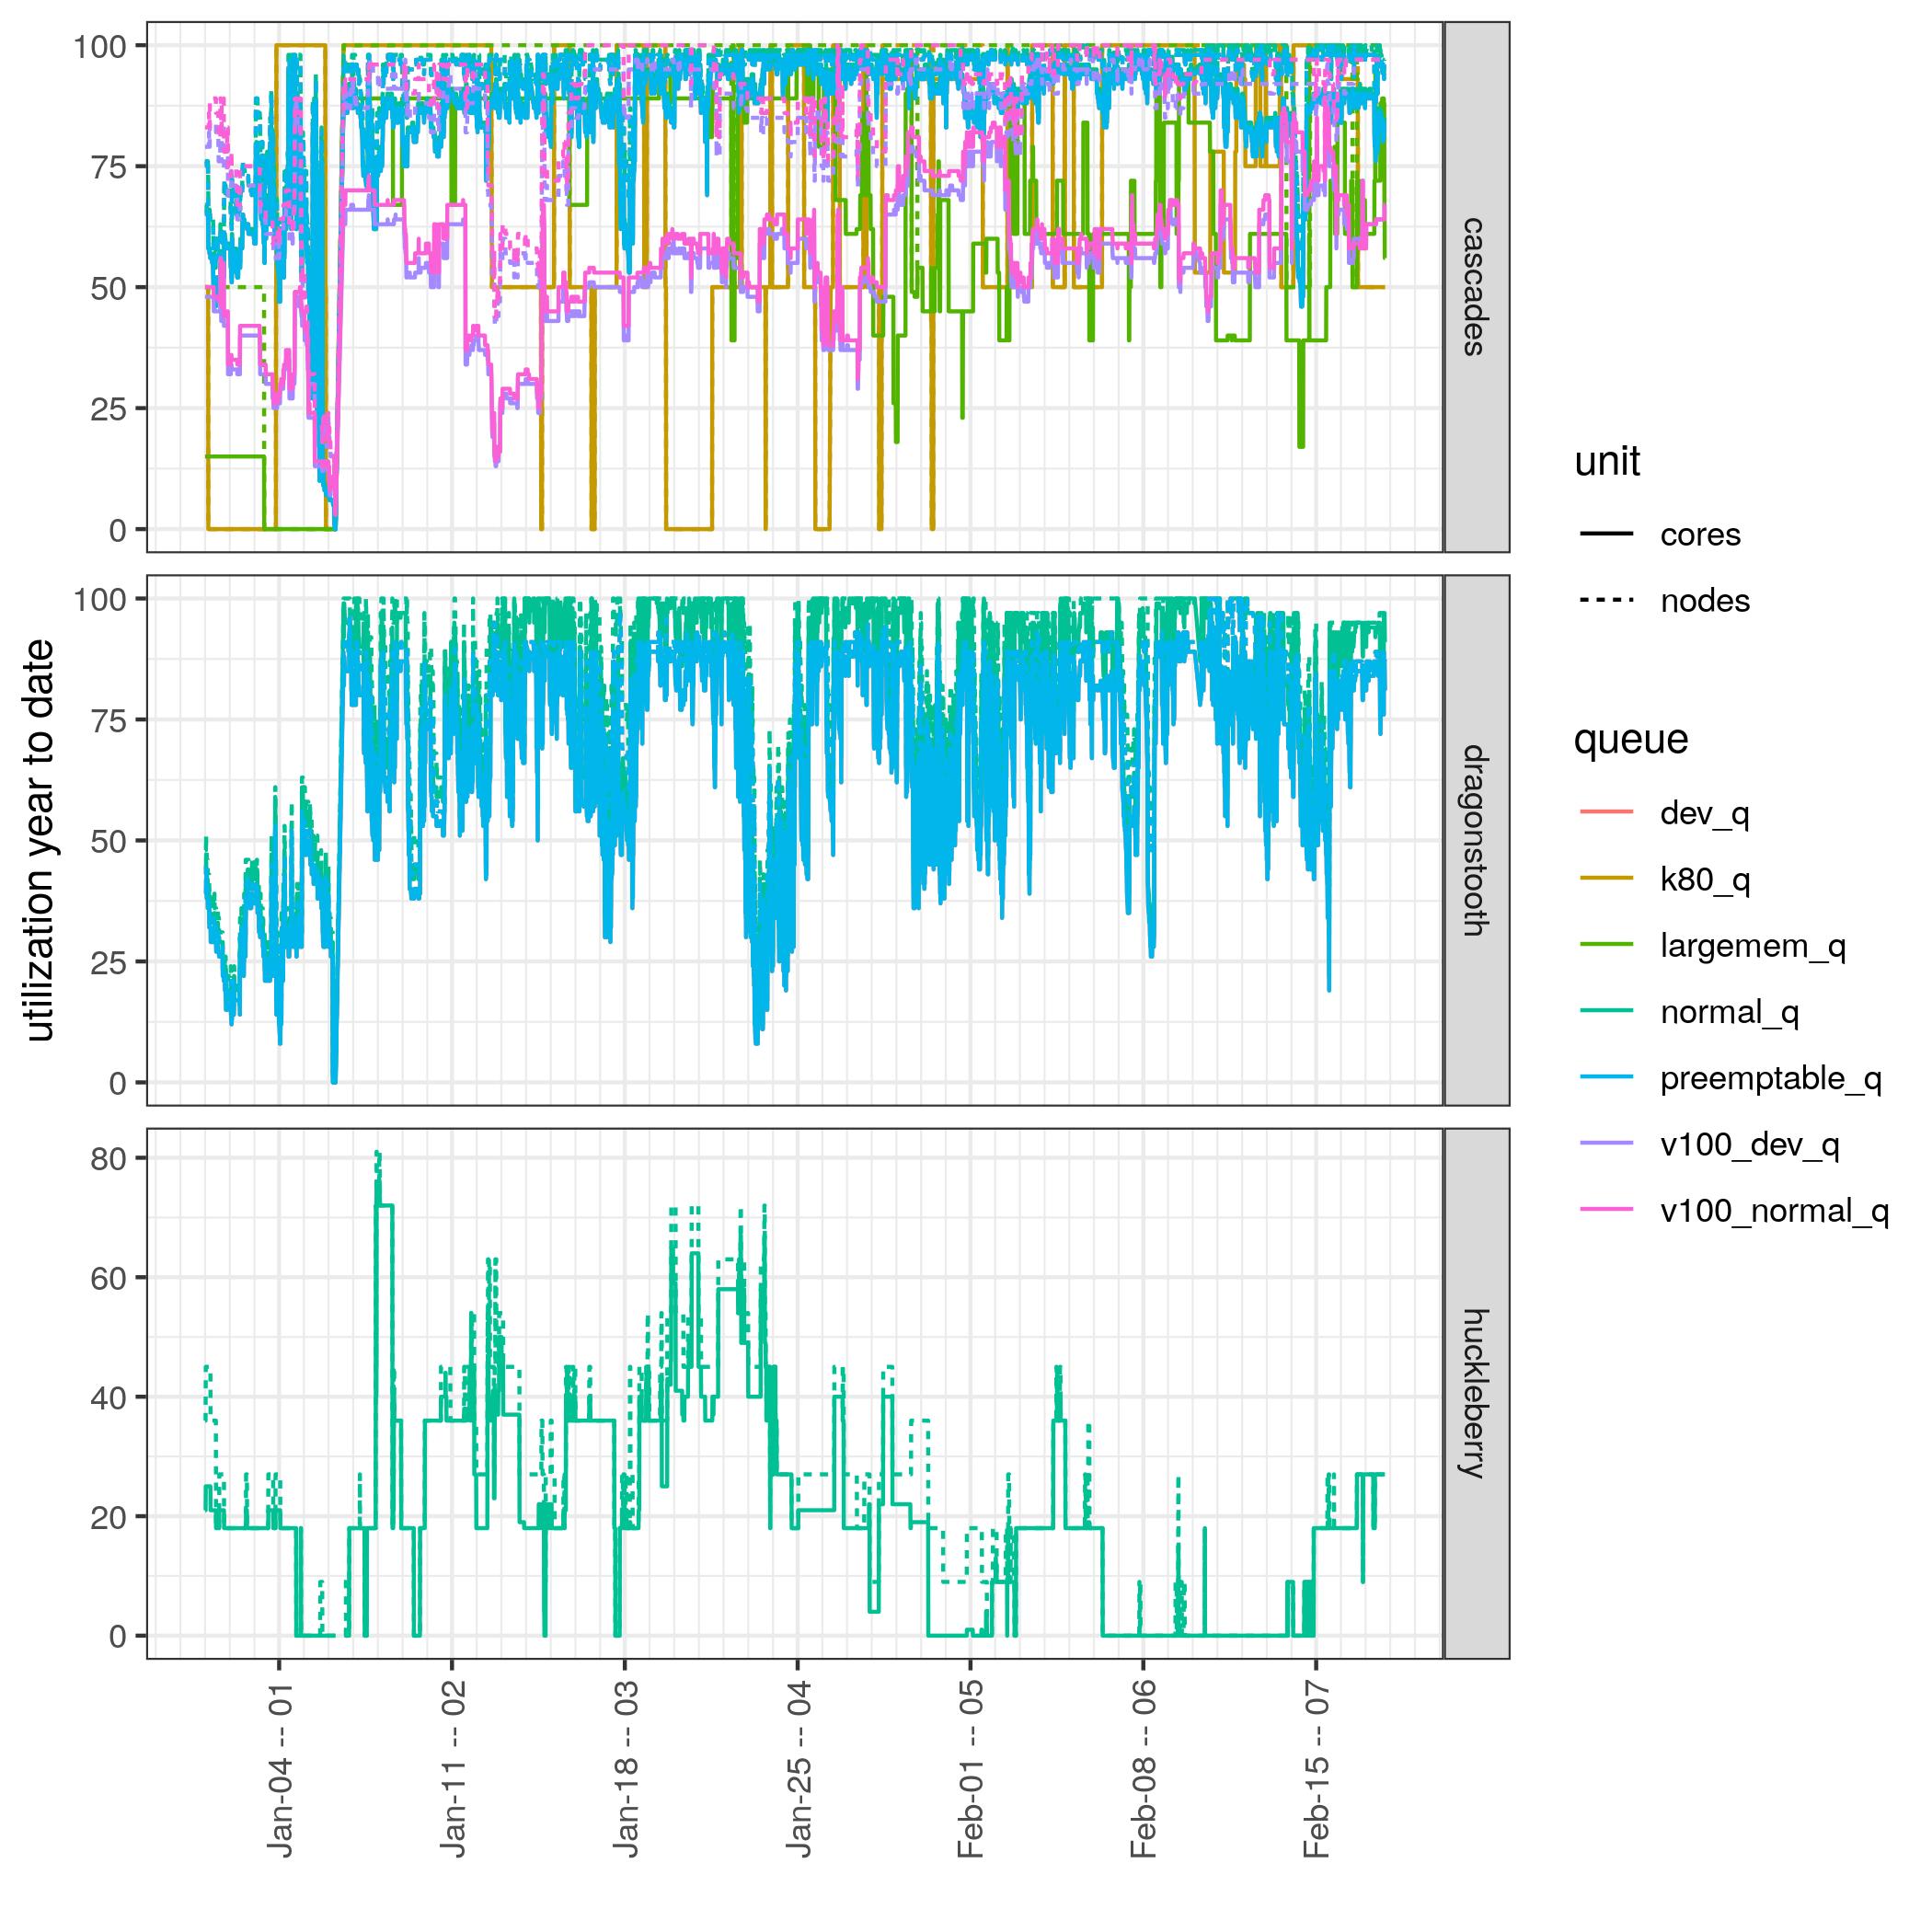 utilization year to date
100
75
50
25
0
cascades
100
75
50
25
0
dragonstooth
80
60
40
20
0
huckleberry
Jan-04 -- 01
Jan-11 -- 02
Jan-18 -- 03
Jan-25 -- 04
Feb-01 -- 05
Feb-08 -- 06
Feb-15 -- 07
unit
cores
nodes
queue
dev_q
k80_q
largemem_q
normal_q
preemptable_q
v100_dev_q
v100_normal_q